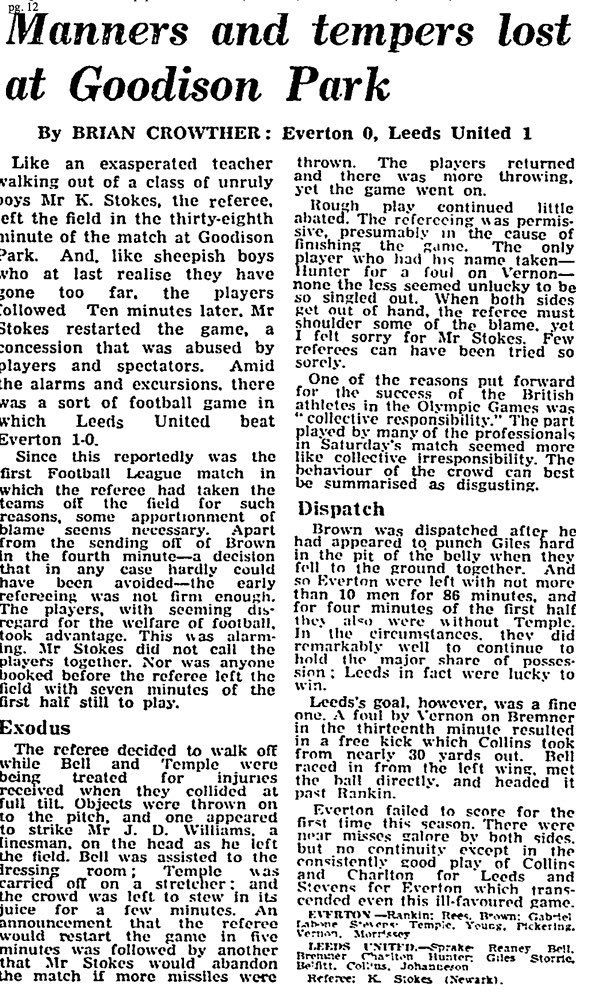 pg. 12
Manners and tempers lost
at Goodison Park
By BRIAN CROWTHER: Everton 0, Leeds United 1
Like an exasperated teacher
walking out of a class of unruly
boys Mr K. Stokes, the referee,
left the field in the thirty-eighth
minute of the match at Goodison
Park. And, like sheepish boys
who at last realise they have
gone too far, the players
followed Ten minutes later, Mr
Stokes restarted the game, a
concession that was abused by
players and spectators. Amid
the alarms and excursions, there
was a sort of football game in
which Leeds United beat
Everton 1-0.
Since this reportedly was the
first Football League match in
which the referee had taken the
teams off the field for such
reasons, some apportionment of
blame seems necessary. Apart
from the sending off of Brown
in the fourth minute—a decision
that in any case hardly could
have been avoided—the early
refereeing was not firm enough.
The players, with seeming dis-
regard for the welfare of football,
took advantage. This was alarm-
ing. Mr Stokes did not call the
players together. Nor was anyone
booked before the referee left the
field with seven minutes of the
first half still to play.
Exodus
The referee decided to walk off
while Bell and Temple were
being treated for injuries
received when they collided at
full tilt. Objects were thrown on
to the pitch, and one appeared
to strike Mr J. D. Williams, a
linesman, on the head as he left
the field. Bell was assisted to the
dressing room; Temple was
carried off on a stretcher: and
the crowd was left to stew in its
juice for a few minutes. An
announcement that the referee
would restart the game in five
minutes was followed by another
that Mr Stokes would abandon
the match if more missiles were
thrown. The players returned
and there was more throwing,
yet the game went on.
Rough play continued little
abated. The refereeing was permis-
sive, presumably in the cause of
finishing the game. The only
player who had his name taken—
Hunter for a foul on Vernon—
none the less seemed unlucky to be
so singled out. When both sides
get out of hand, the referee must
shoulder some of the blame, yet
I felt sorry for Mr Stokes. Few
referees can have been tried so
sorely.
One of the reasons put forward
for the success of the British
athletes in the Olympic Games was
"collective responsibility." The part
played by many of the professionals
in Saturday's match seemed more
like collective irresponsibility. The
behaviour of the crowd can best
be summarised as disgusting.
Dispatch
Brown was dispatched after he
had appeared to punch Giles hard
in the pit of the belly when they
fell to the ground together. And
so Everton were left with not more
than 10 men for 86 minutes, and
for four minutes of the first half
they also were without Temple.
In the circumstances, they did
remarkably well to continue to
hold the major share of posses-
sion; Leeds in fact were lucky to
win.
Leeds's goal, however, was a fine
one. A foul by Vernon on Bremner
in the thirteenth minute resulted
in a free kick which Collins took
from nearly 30 yards out. Bell
raced in from the left wing, met
the ball directly, and headed it
past Rankin.
Everton failed to score for the
first time this season. There were
near misses galore by both sides,
but no continuity except in the
consistently good play of Collins
and Charlton for Leeds and
Stevens for Everton which trans-
cended even this ill-favoured game.
EVERTON—Rankin: Rees, Brown: Gabriel
Labone Stevens: Temple, Young, Pickering,
Vernon, Morrissey
LEEDS UNITED.—Sprake Reaney Bell,
Bremner Charlton Hunter: Giles Storrie,
Belfitt, Collins, Johanneson
Referee: K. Stokes (Newark).